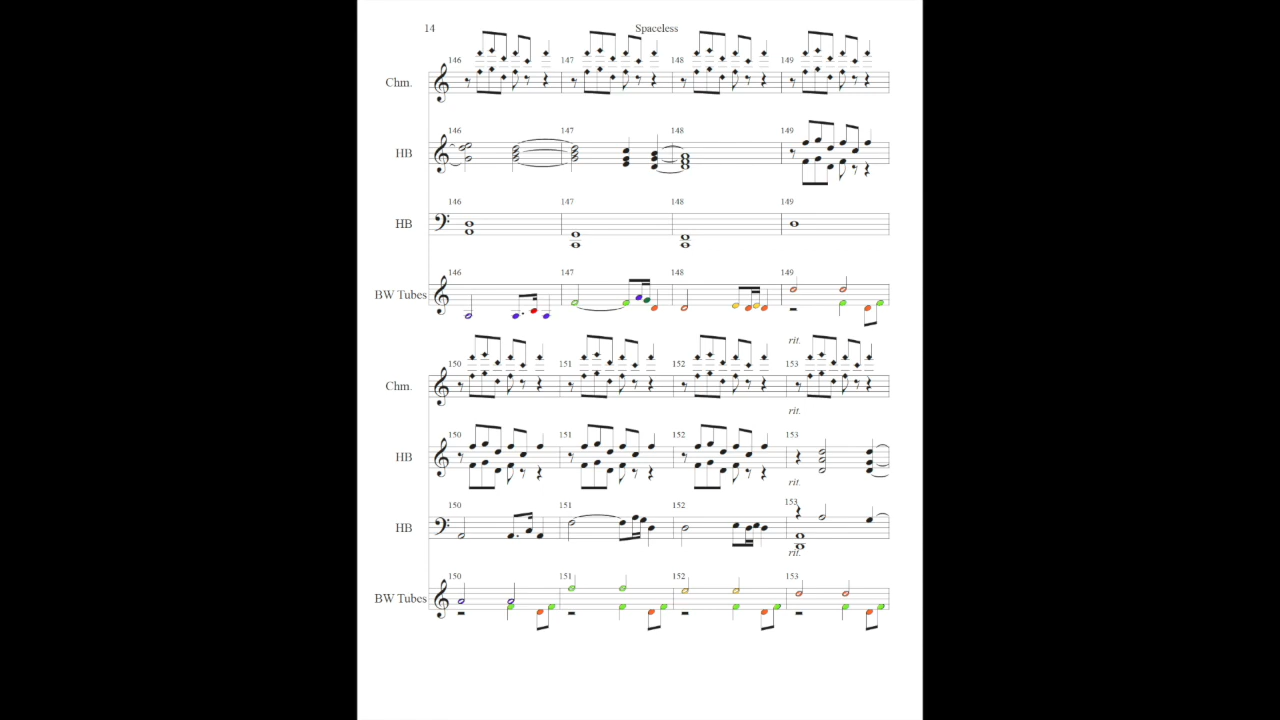 14 Spaceless
146 147 148 149
Chm.
146 147 148 149
HB
146 147 148 149
HB
146 147 148 149
BW Tubes
rit.
150 151 152 153
Chm.
rit.
150 151 152 153
HB
rit.
150 151 152 153
HB
rit.
150 151 152 153
BW Tubes